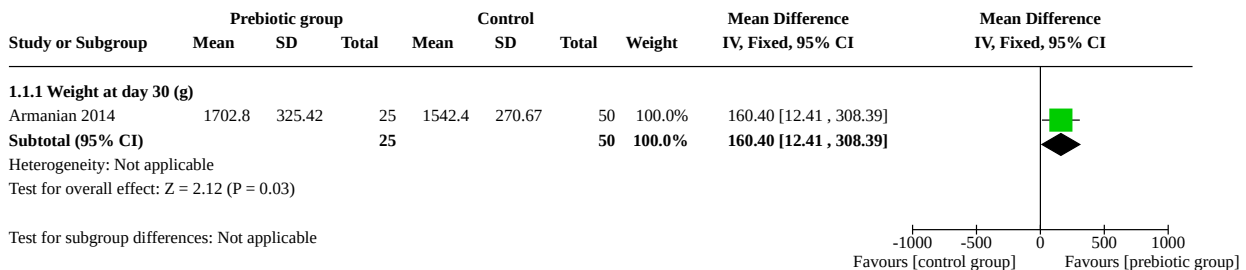 Prebiotic group Control Mean Difference Mean Difference
Study or Subgroup Mean SD Total Mean SD Total Weight IV, Fixed, 95% CI IV, Fixed, 95% CI
1.1.1 Weight at day 30 (g)
Armanian 2014 1702.8 325.42 25 1542.4 270.67 50 100.0% 160.40 [12.41 , 308.39]
Subtotal (95% CI) 25 50 100.0% 160.40 [12.41 , 308.39]
Heterogeneity: Not applicable
Test for overall effect: Z = 2.12 (P = 0.03)
Test for subgroup differences: Not applicable
-1000 -500 0 500 1000
Favours [control group] Favours [prebiotic group]